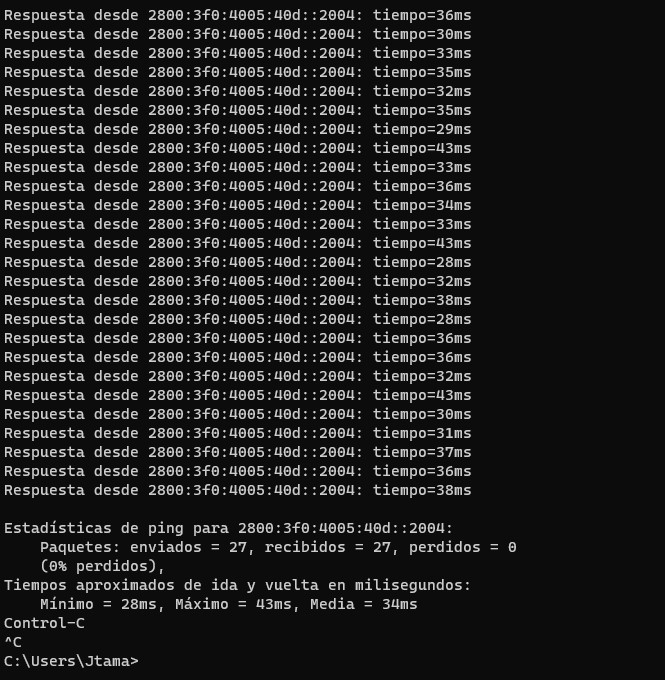 Respuesta desde 2800:3f0:4005:40d::2004: tiempo=36ms
Respuesta desde 2800:3f0:4005:40d::2004: tiempo=30ms
Respuesta desde 2800:3f0:4005:40d::2004: tiempo=33ms
Respuesta desde 2800:3f0:4005:40d::2004: tiempo=35ms
Respuesta desde 2800:3f0:4005:40d::2004: tiempo=32ms
Respuesta desde 2800:3f0:4005:40d::2004: tiempo=35ms
Respuesta desde 2800:3f0:4005:40d::2004: tiempo=29ms
Respuesta desde 2800:3f0:4005:40d::2004: tiempo=43ms
Respuesta desde 2800:3f0:4005:40d::2004: tiempo=33ms
Respuesta desde 2800:3f0:4005:40d::2004: tiempo=36ms
Respuesta desde 2800:3f0:4005:40d::2004: tiempo=34ms
Respuesta desde 2800:3f0:4005:40d::2004: tiempo=33ms
Respuesta desde 2800:3f0:4005:40d::2004: tiempo=43ms
Respuesta desde 2800:3f0:4005:40d::2004: tiempo=28ms
Respuesta desde 2800:3f0:4005:40d::2004: tiempo=32ms
Respuesta desde 2800:3f0:4005:40d::2004: tiempo=38ms
Respuesta desde 2800:3f0:4005:40d::2004: tiempo=28ms
Respuesta desde 2800:3f0:4005:40d::2004: tiempo=36ms
Respuesta desde 2800:3f0:4005:40d::2004: tiempo=36ms
Respuesta desde 2800:3f0:4005:40d::2004: tiempo=32ms
Respuesta desde 2800:3f0:4005:40d::2004: tiempo=43ms
Respuesta desde 2800:3f0:4005:40d::2004: tiempo=30ms
Respuesta desde 2800:3f0:4005:40d::2004: tiempo=31ms
Respuesta desde 2800:3f0:4005:40d::2004: tiempo=37ms
Respuesta desde 2800:3f0:4005:40d::2004: tiempo=36ms
Respuesta desde 2800:3f0:4005:40d::2004: tiempo=38ms
Estadísticas de ping para 2800:3f0:4005:40d::2004:
Paquetes: enviados = 27, recibidos = 27, perdidos = 0
(0% perdidos),
Tiempos aproximados de ida y vuelta en milisegundos:
Mínimo = 28ms, Máximo = 43ms, Media = 34ms
Control-C
^C
C:\Users\Jtama>